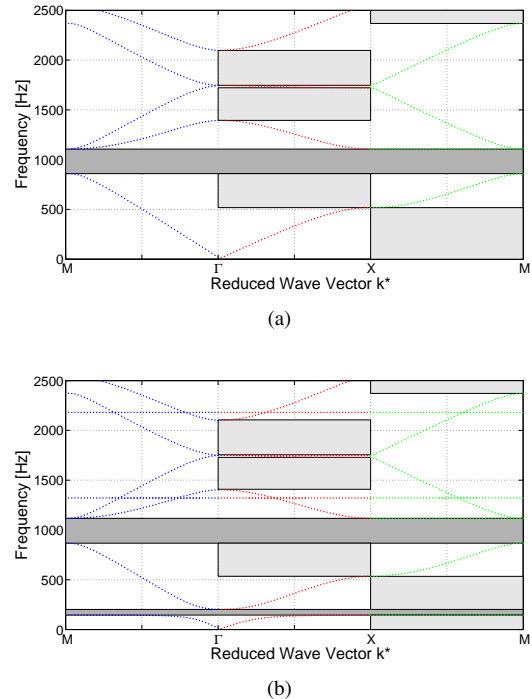 2500
2000
1500
1000
500
0
Frequency [Hz]
M Γ X M
Reduced Wave Vector k*
(a)
2500
2000
1500
1000
500
0
Frequency [Hz]
M Γ X M
Reduced Wave Vector k*
(b)